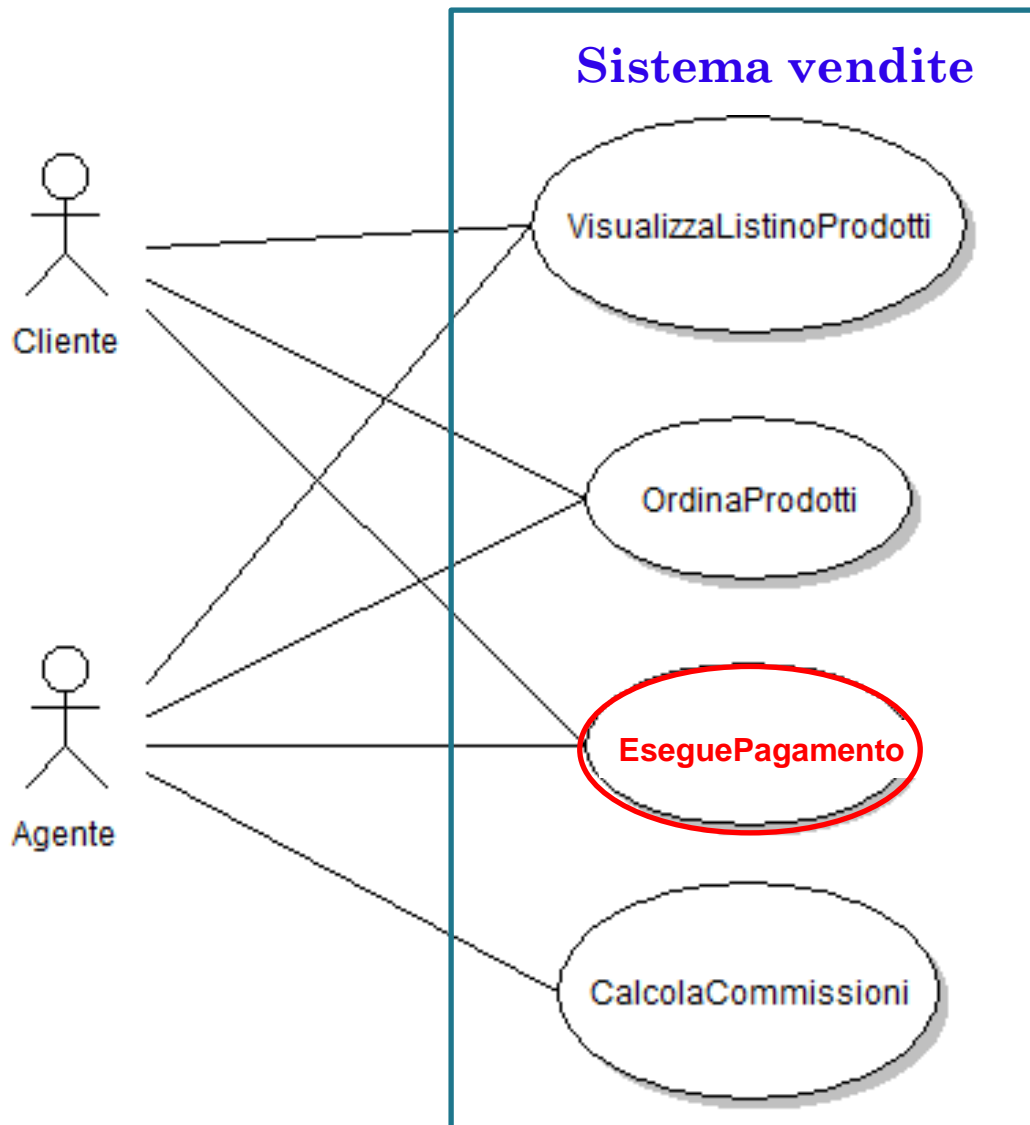 Sistema vendite
VisualizzaListinoProdotti
Cliente
OrdinaProdotti
EseguePagamento
Agente
CalcolaCommissioni